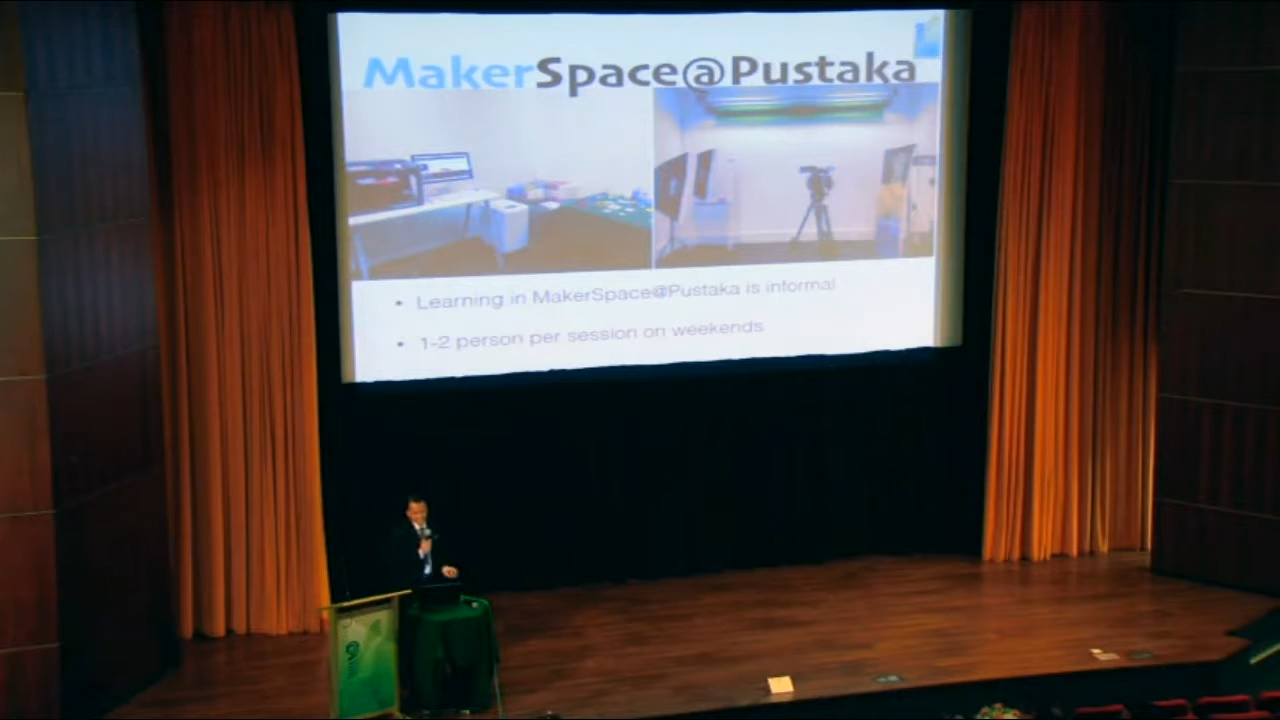 MakerSpace@Pustaka
• Learning in MakerSpace@Pustaka is informal
• 1-2 person per session on weekends